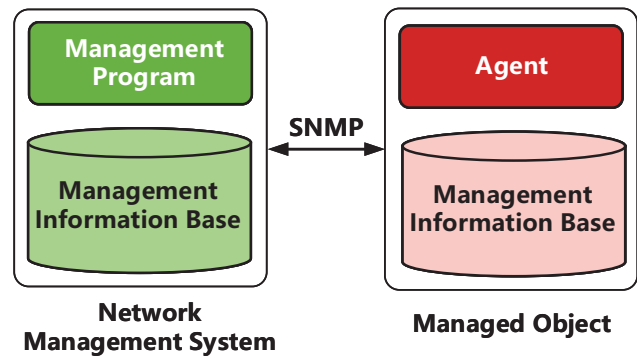 Management
Program
Agent
SNMP
Management
Information Base
Management
Information Base
Network
Management System
Managed Object